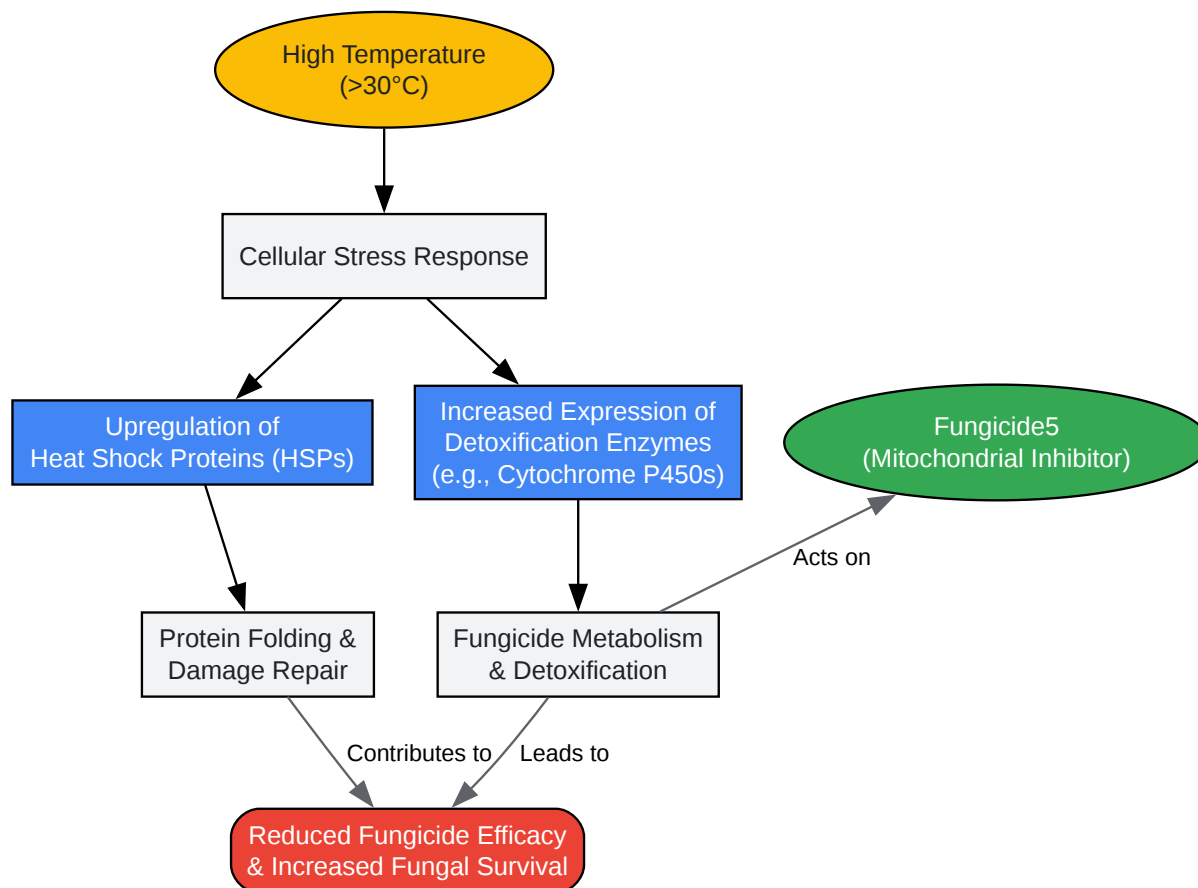 High Temperature
(>30°C)
Cellular Stress Response
Upregulation of
Heat Shock Proteins (HSPs)
Increased Expression of
Detoxification Enzymes
(e.g., Cytochrome P450s)
Fungicide5
(Mitochondrial Inhibitor)
Acts on
Protein Folding &
Damage Repair
Fungicide Metabolism
& Detoxification
Contributes to
Leads to
Reduced Fungicide Efficacy
& Increased Fungal Survival